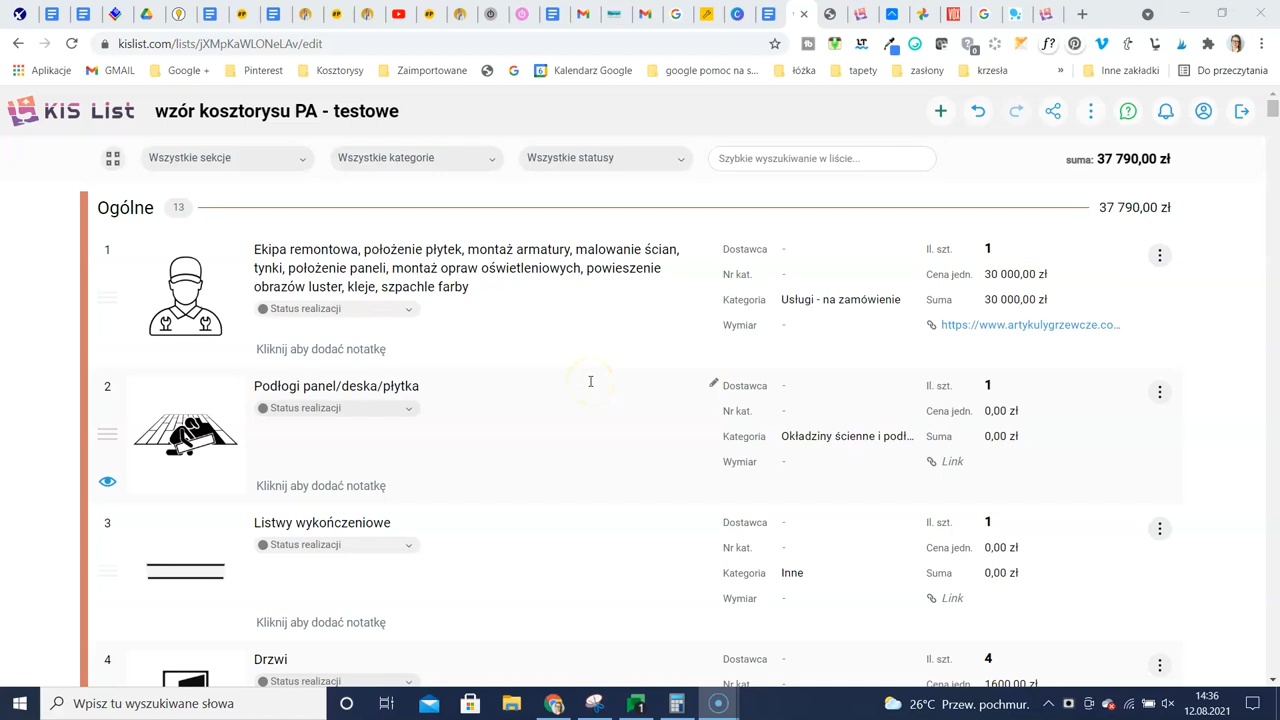 kislist.com/lists/jXMpKaWLONeLAv/edit
Aplikacje
GMAIL
Google +
Pinterest
Kosztorysy
Zaimportowane
Kalendarz Google
google pomoc na s...
łóżka
tapety
zasłony
krzesła
»
Inne zakładki
Do przeczytania
KIS List
wzór kosztorysu PA - testowe
Wszystkie sekcje
Wszystkie kategorie
Wszystkie statusy
Szybkie wyszukiwanie w liście...
suma: 37 790,00 zł
Ogólne 13 37 790,00 zł
1
Ekipa remontowa, położenie płytek, montaż armatury, malowanie ścian,
tynki, położenie paneli, montaż opraw oświetleniowych, powieszenie
obrazów luster, kleje, szpachle farby
Status realizacji
Kliknij aby dodać notatkę
Dostawca -
Nr kat. -
Kategoria Usługi - na zamówienie
Wymiar -
Il. szt. 1
Cena jedn. 30 000,00 zł
Suma 30 000,00 zł
https://www.artykulygrzewcze.co...
2
Podłogi panel/deska/płytka
Status realizacji
Kliknij aby dodać notatkę
Dostawca -
Nr kat. -
Kategoria Okładziny ścienne i podł...
Wymiar -
Il. szt. 1
Cena jedn. 0,00 zł
Suma 0,00 zł
Link
3
Listwy wykończeniowe
Status realizacji
Kliknij aby dodać notatkę
Dostawca -
Nr kat. -
Kategoria Inne
Wymiar -
Il. szt. 1
Cena jedn. 0,00 zł
Suma 0,00 zł
Link
4
Drzwi
Status realizacji
Dostawca -
Nr kat. -
Il. szt. 4
Cena jedn. 1600,00 zł
Wpisz tu wyszukiwanie słowa
26°C Przew. pochmur.
14:36
12.08.2021